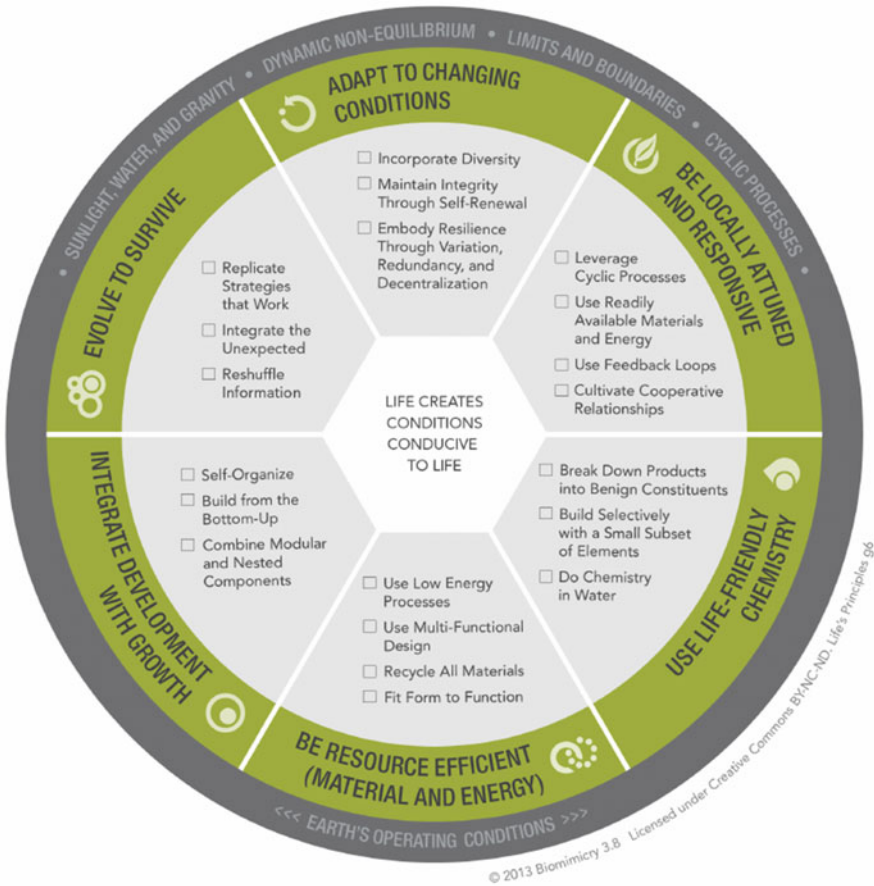 • SUNLIGHT, WATER, AND GRAVITY • DYNAMIC NON-EQUILIBRIUM • LIMITS AND BOUNDARIES • CYCLIC PROCESSES •
ADAPT TO CHANGING
CONDITIONS
☐ Incorporate Diversity
☐ Maintain Integrity
Through Self-Renewal
☐ Embody Resilience
Through Variation,
Redundancy, and
Decentralization
BE LOCALLY ATTUNED
AND RESPONSIVE
☐ Leverage
Cyclic Processes
☐ Use Readily
Available Materials
and Energy
☐ Use Feedback Loops
☐ Cultivate Cooperative
Relationships
USE LIFE-FRIENDLY
CHEMISTRY
☐ Break Down Products
into Benign Constituents
☐ Build Selectively
with a Small Subset
of Elements
☐ Do Chemistry
in Water
BE RESOURCE EFFICIENT
(MATERIAL AND ENERGY)
☐ Use Low Energy
Processes
☐ Use Multi-Functional
Design
☐ Recycle All Materials
☐ Fit Form to Function
INTEGRATE DEVELOPMENT
WITH GROWTH
☐ Self-Organize
☐ Build from the
Bottom-Up
☐ Combine Modular
and Nested
Components
EVOLVE TO SURVIVE
☐ Replicate
Strategies
that Work
☐ Integrate the
Unexpected
☐ Reshuffle
Information
LIFE CREATES
CONDITIONS
CONDUCIVE
TO LIFE
<<< EARTH'S OPERATING CONDITIONS >>>
© 2013 Biomimicry 3.8 Licensed under Creative Commons BY-NC-ND. Life's Principles g6